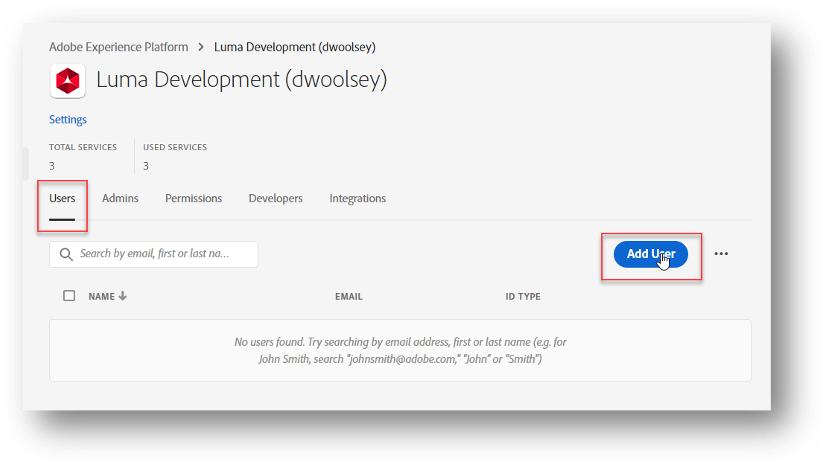 Adobe Experience Platform > Luma Development (dwoolsey)
Luma Development (dwoolsey)
Settings
TOTAL SERVICES USED SERVICES
3 3
Users Admins Permissions Developers Integrations
Search by email, first or last na... Add User ...
NAME EMAIL ID TYPE
No users found. Try searching by email address, first or last name (e.g. for
John Smith, search "johnsmith@adobe.com," "John" or "Smith")